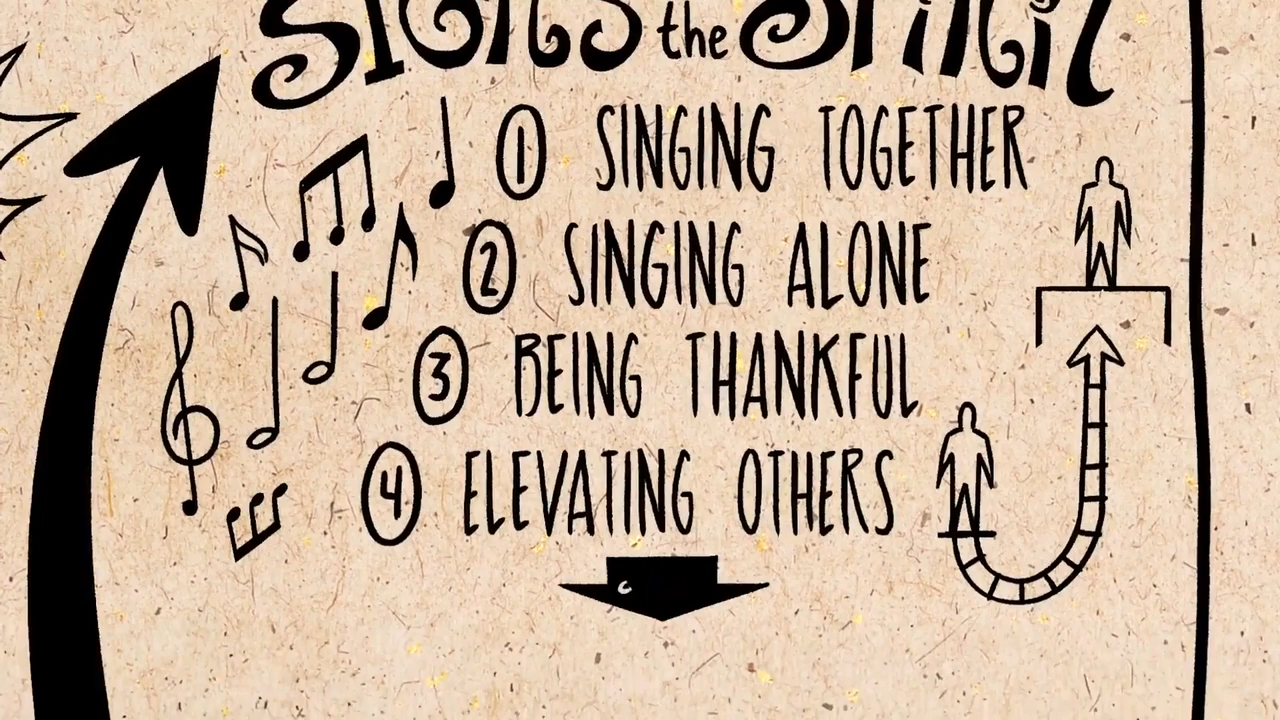 Signs the Spirit
① SINGING TOGETHER
② SINGING ALONE
③ BEING THANKFUL
④ ELEVATING OTHERS